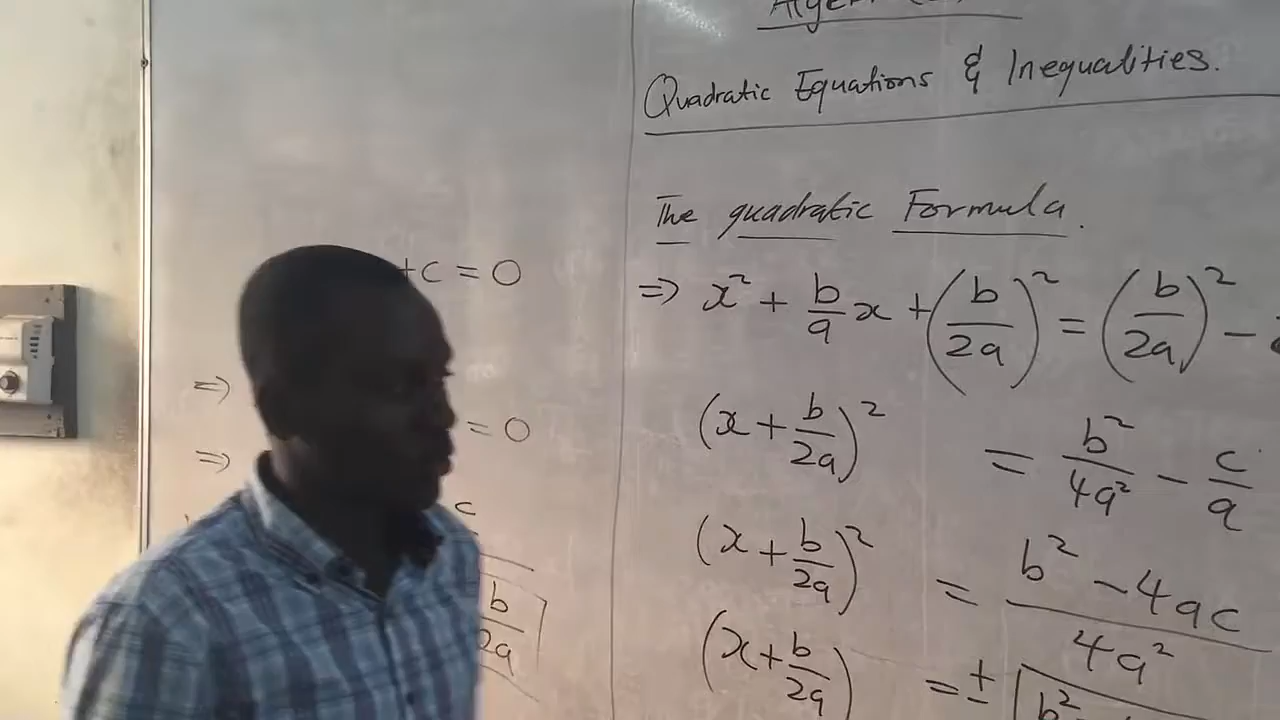 Quadratic Equations & Inequalities.
The quadratic Formula.
+c = 0
⇒
= 0
⇒
c
b/2a
⇒ x² + b/a x + (b/2a)² = (b/2a)² -
(x + b/2a)² = b²/4a² - c/a
(x + b/2a)² = b² - 4ac/4a²
(x + b/2a) = ± √b²